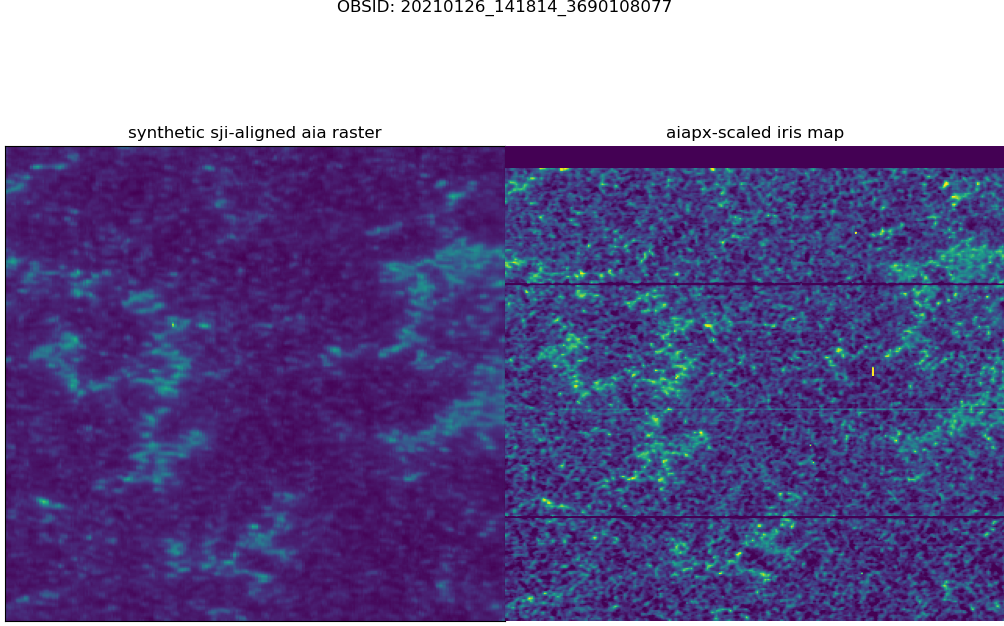 OBSID: 20210126_141814_3690108077
synthetic sji-aligned aia raster
aiapx-scaled iris map